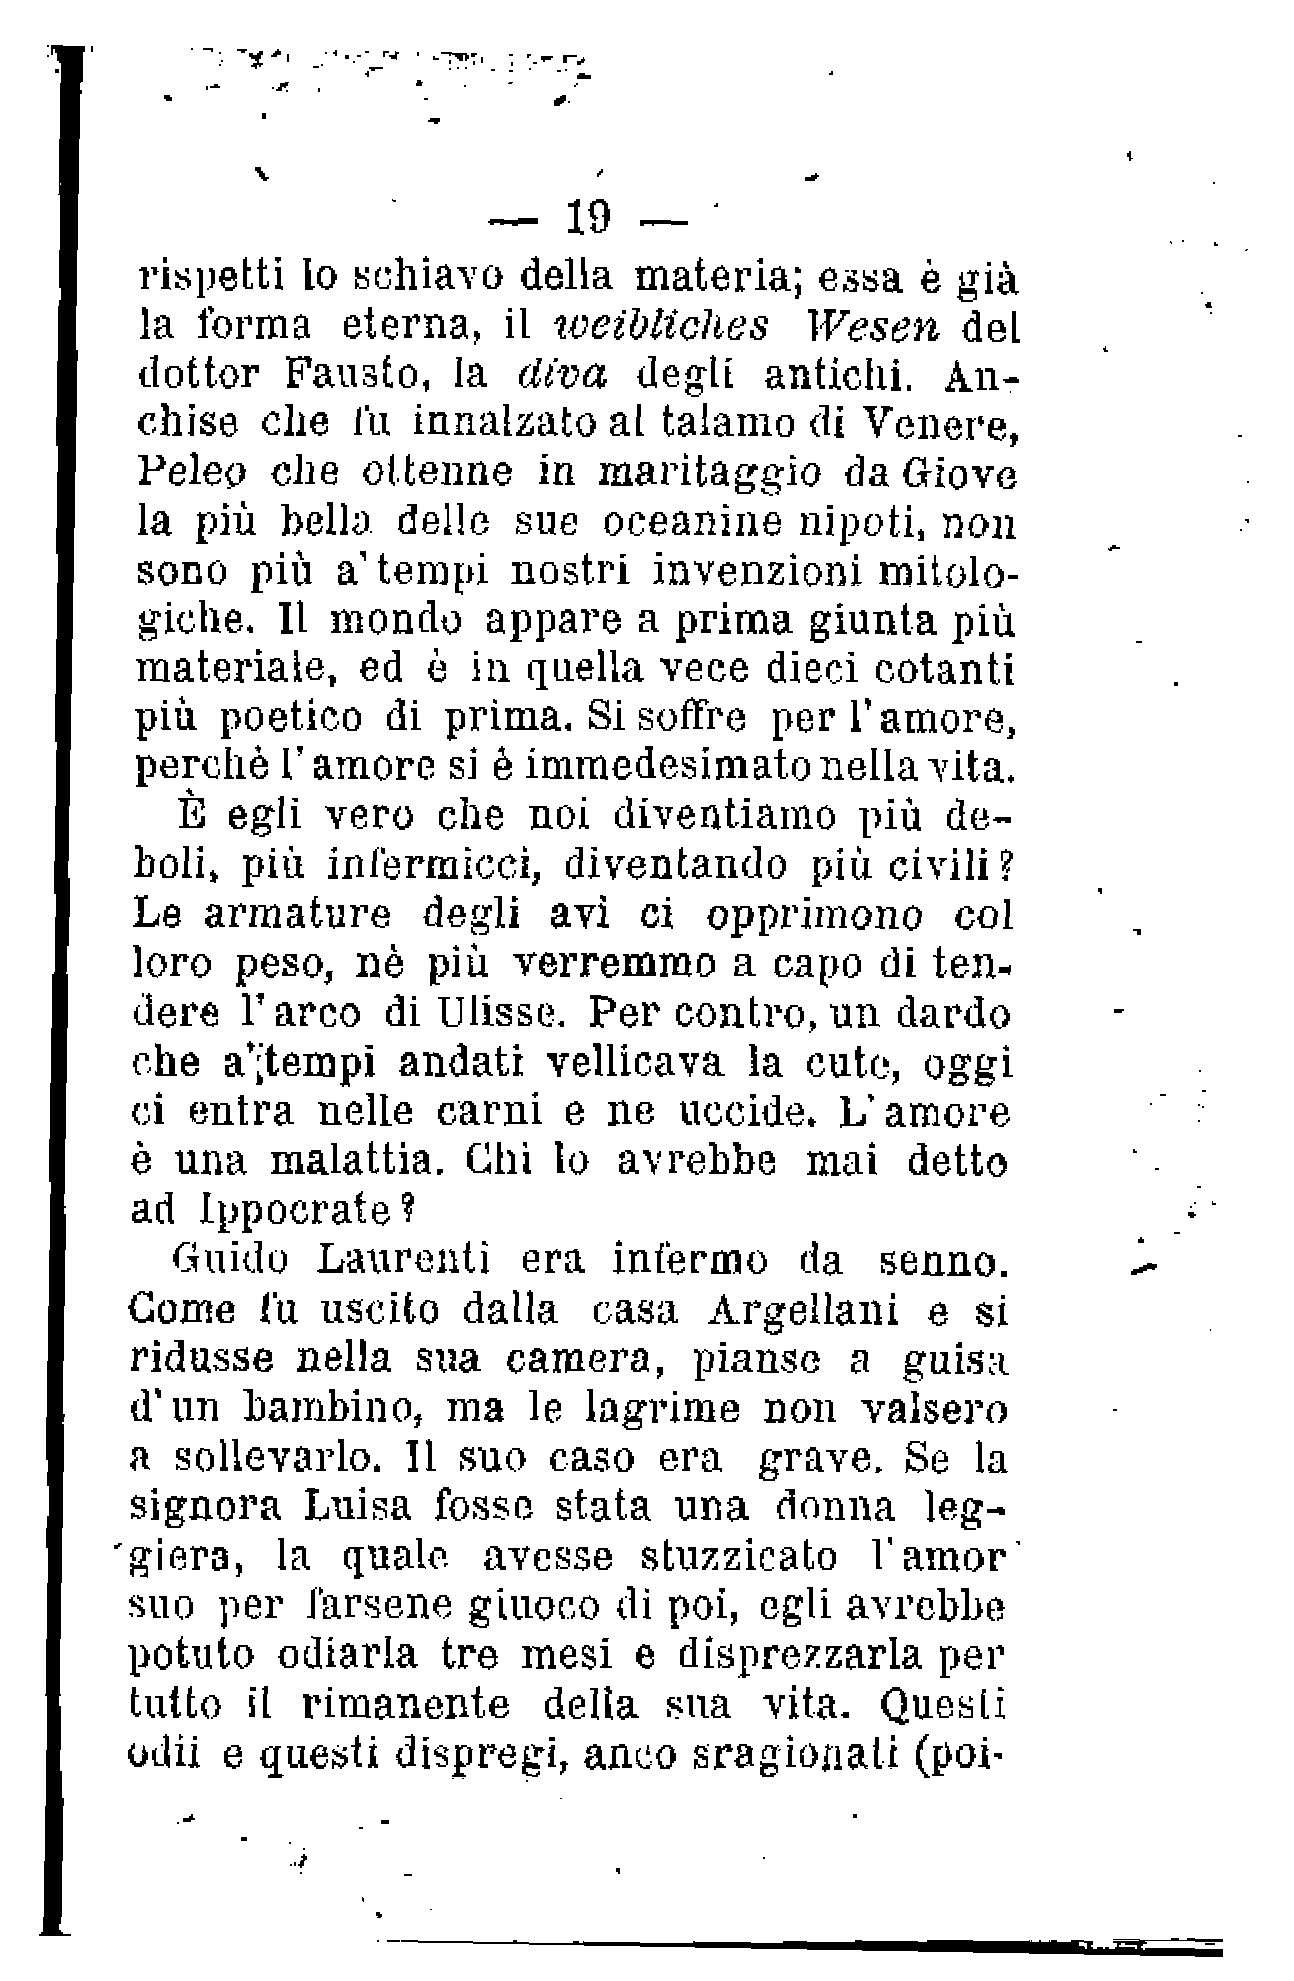 — 19 —
rispetti lo schiavo della materia; essa è già
la forma eterna, il weibliches Wesen del
dottor Fausto, la diva degli antichi. An-
chise che fu innalzato al talamo di Venere,
Peleo che ottenne in maritaggio da Giove
la più bella delle sue oceanine nipoti, non
sono più a' tempi nostri invenzioni mitolo-
giche. Il mondo appare a prima giunta più
materiale, ed è in quella vece dieci cotanti
più poetico di prima. Si soffre per l'amore,
perchè l'amore si è immedesimato nella vita.
È egli vero che noi diventiamo più de-
boli, più infermicci, diventando più civili?
Le armature degli avi ci opprimono col
loro peso, nè più verremmo a capo di ten-
dere l'arco di Ulisse. Per contro, un dardo
che a' tempi andati vellicava la cute, oggi
ci entra nelle carni e ne uccide. L'amore
è una malattia. Chi lo avrebbe mai detto
ad Ippocrate?
Guido Laurenti era infermo da senno.
Come fu uscito dalla casa Argellani e si
ridusse nella sua camera, pianse a guisa
d'un bambino, ma le lagrime non valsero
a sollevarlo. Il suo caso era grave. Se la
signora Luisa fosse stata una donna leg-
giera, la quale avesse stuzzicato l'amor
suo per farsene giuoco di poi, egli avrebbe
potuto odiarla tre mesi e disprezzarla per
tutto il rimanente della sua vita. Questi
odii e questi dispregi, anco sragionati (poi-